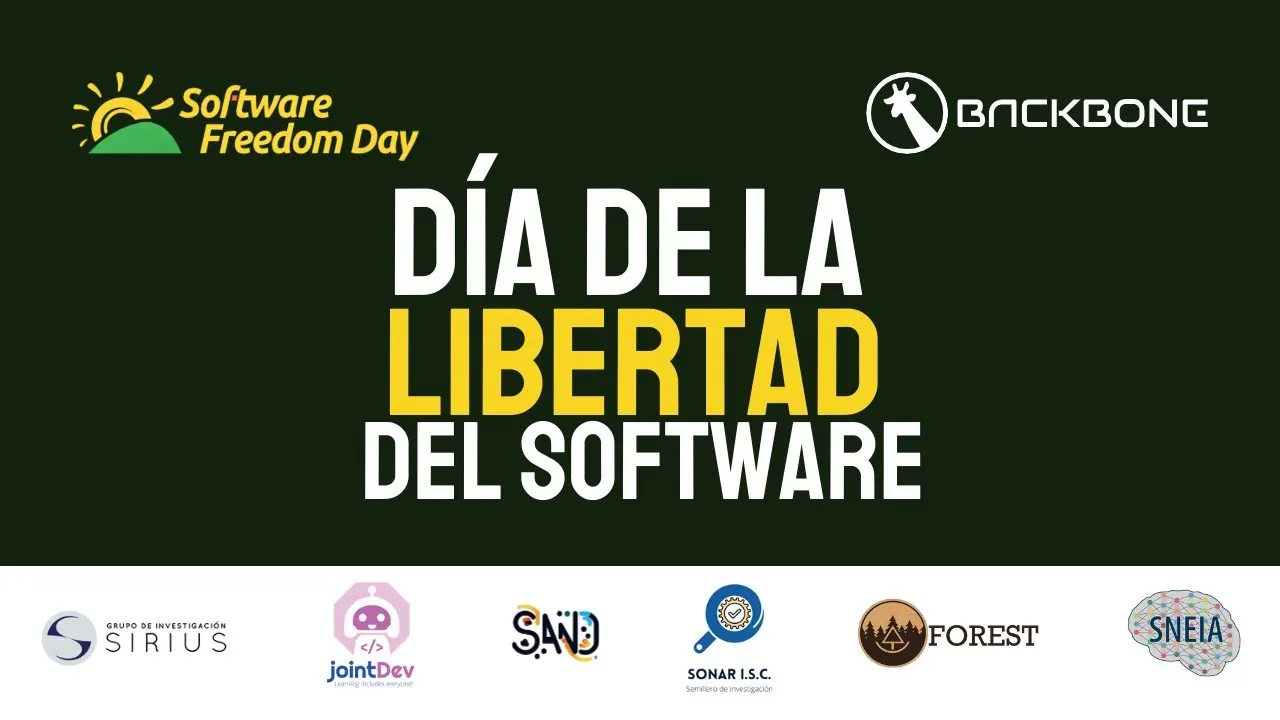 Software
Freedom Day
BACKBONE
DÍA DE LA
LIBERTAD
DEL SOFTWARE
GRUPO DE INVESTIGACIÓN
SIRIUS
</>
jointDev
Learning includes everyone!
SAND
SONAR I.S.C.
Semillero de investigación
FOREST
SNEIA